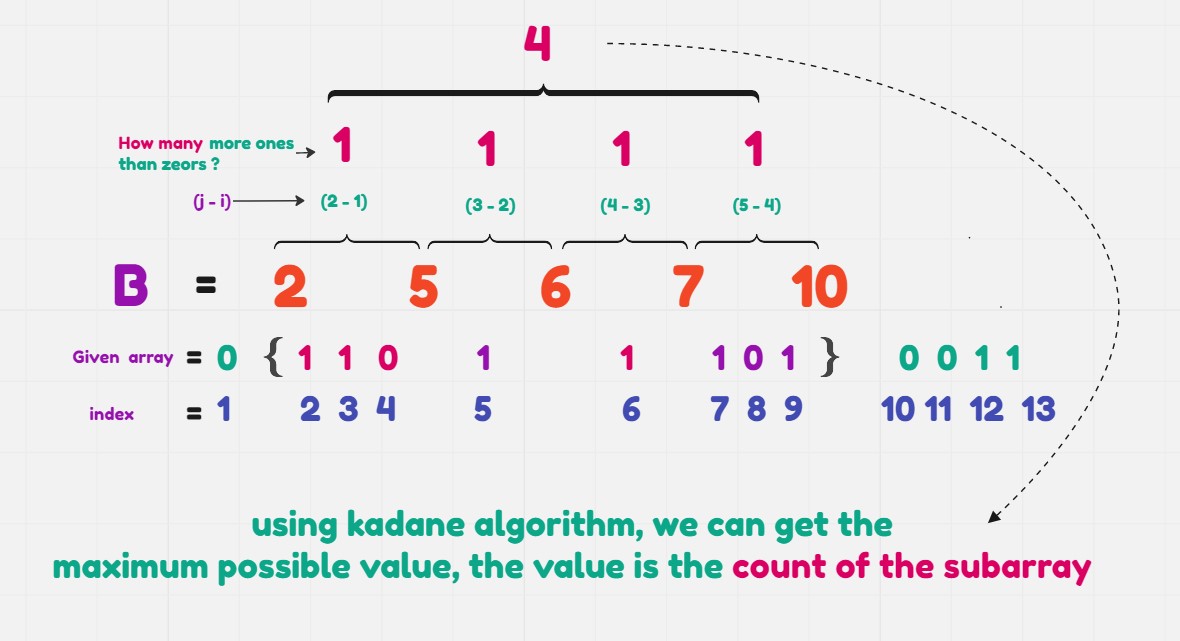 4
How many more ones 1 1 1 1
than zeors ?
(j - i) (2 - 1) (3 - 2) (4 - 3) (5 - 4)
B = 2 5 6 7 10
Given array = 0 { 1 1 0 1 1 1 0 1 } 0 0 1 1
index = 1 2 3 4 5 6 7 8 9 10 11 12 13
using kadane algorithm, we can get the
maximum possible value, the value is the count of the subarray